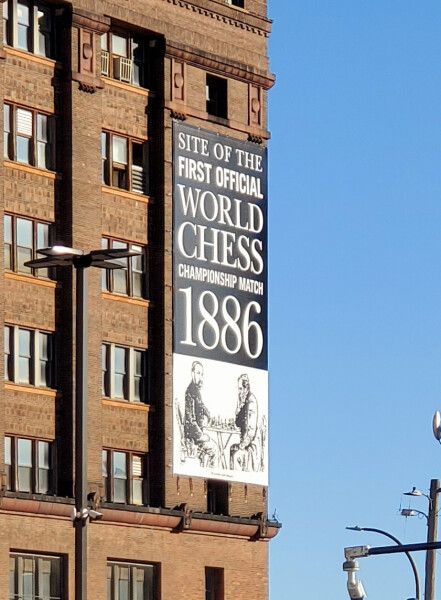 SITE OF THE
FIRST OFFICIAL
WORLD
CHESS
CHAMPIONSHIP MATCH
1886